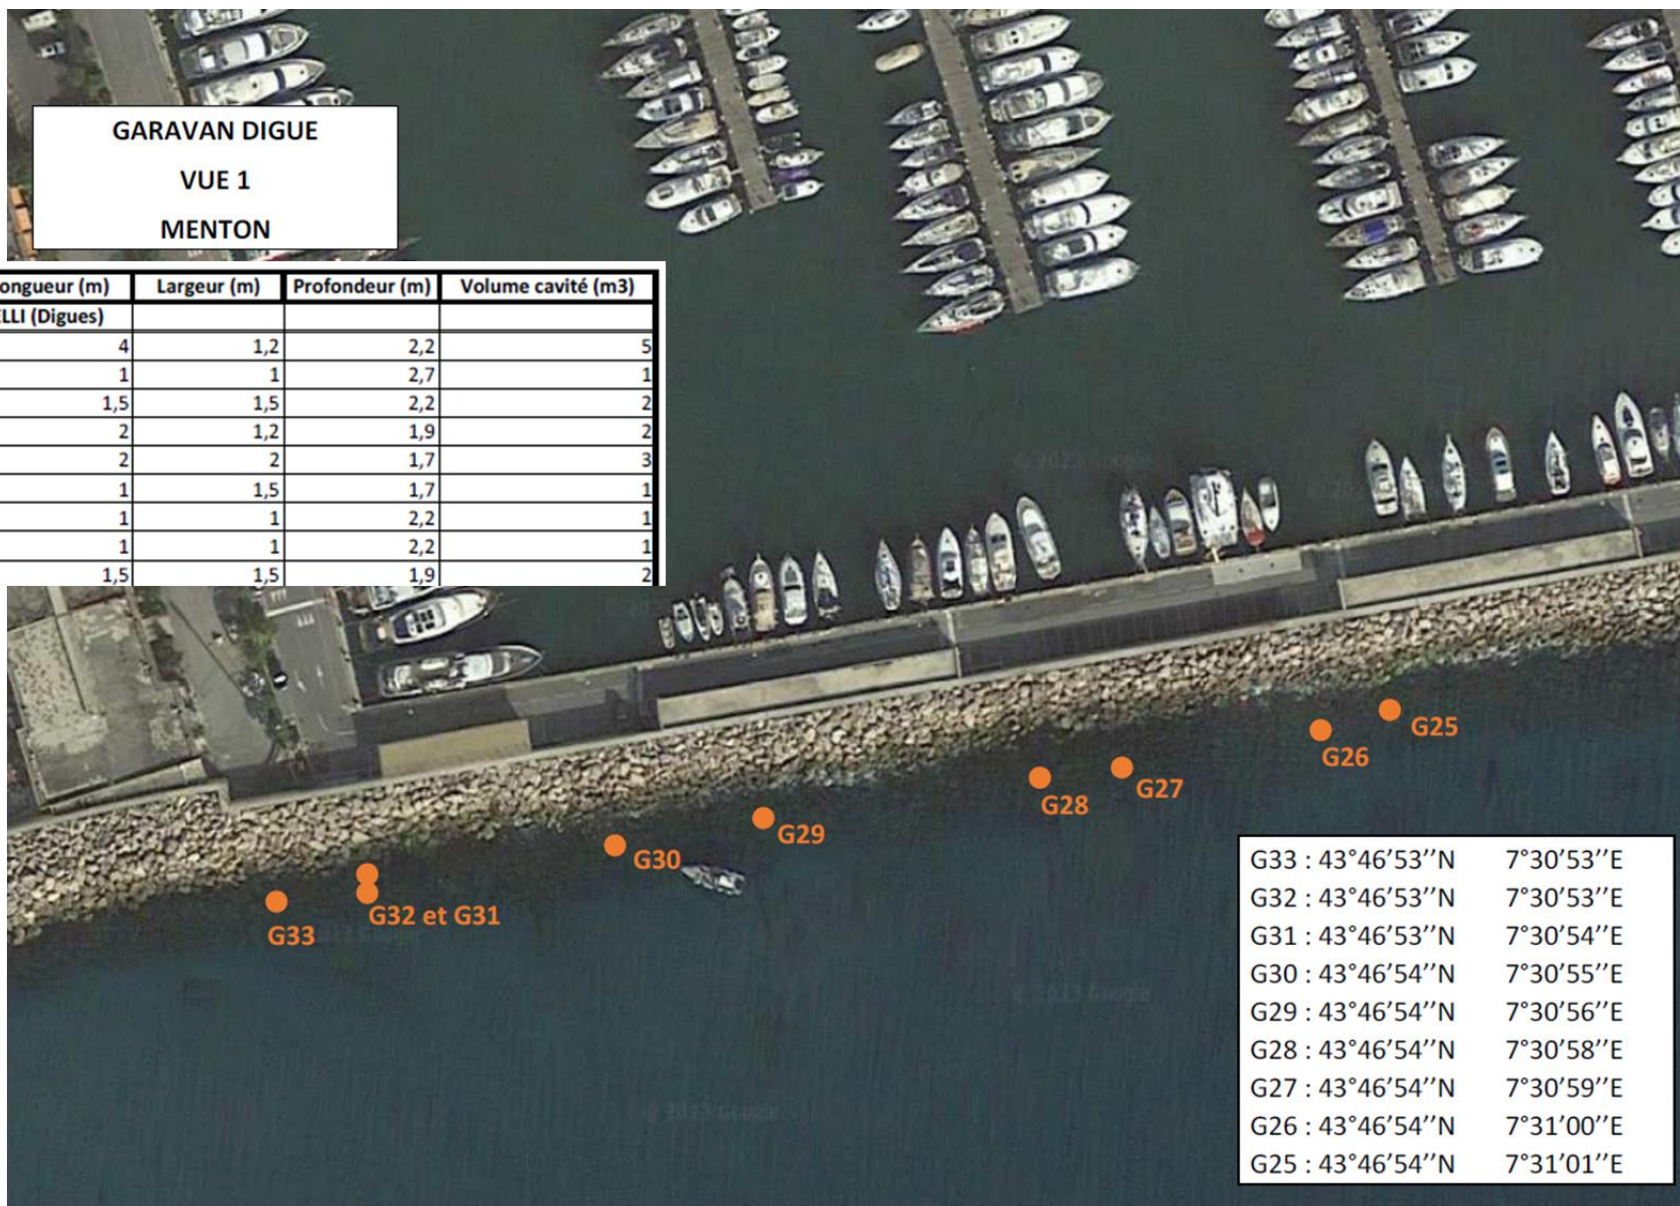 GARAVAN DIGUE
VUE 1
MENTON
ongueur (m) Largeur (m) Profondeur (m) Volume cavité (m3)
ELLI (Digues)
4 1,2 2,2 5
1 1 2,7 1
1,5 1,5 2,2 2
2 1,2 1,9 2
2 2 1,7 3
1 1,5 1,7 1
1 1 2,2 1
1 1 2,2 1
1,5 1,5 1,9 2
G25
G26
G27
G28
G29
G30
G32 et G31
G33
G33 : 43°46’53’’N 7°30’53’’E
G32 : 43°46’53’’N 7°30’53’’E
G31 : 43°46’53’’N 7°30’54’’E
G30 : 43°46’54’’N 7°30’55’’E
G29 : 43°46’54’’N 7°30’56’’E
G28 : 43°46’54’’N 7°30’58’’E
G27 : 43°46’54’’N 7°30’59’’E
G26 : 43°46’54’’N 7°31’00’’E
G25 : 43°46’54’’N 7°31’01’’E
© 2023 Google
© 2023 Google
© 2023 Google